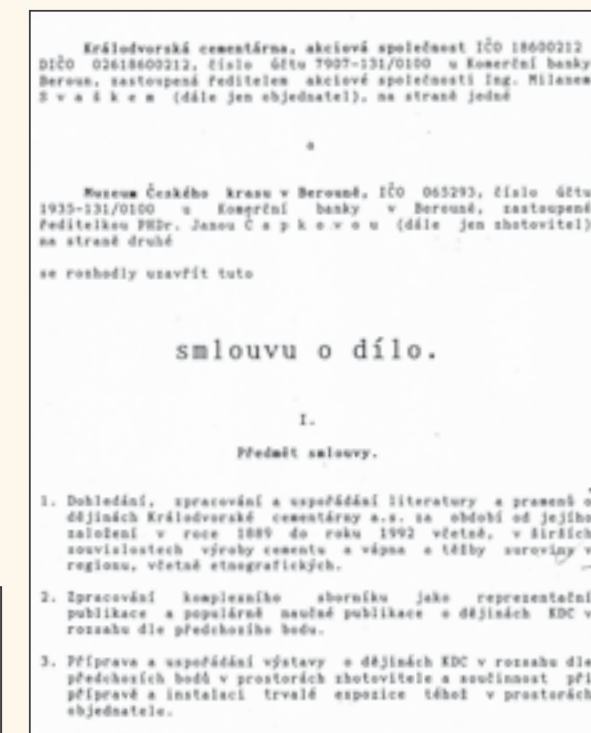 Králodvorská cementárna, akciová společnost IČO 18600212
DIČO 02618600212, číslo účtu 7907-131/0100 u Komerční banky
Beroun, zastoupená ředitelem akciové společnosti Ing. Milanem
S v a š k e m (dále jen objednatel), na straně jedné
a
Muzeum Českého krasu v Berouně, IČO 065293, číslo účtu
1935-131/0100 u Komerční banky v Berouně, zastoupené
ředitelkou PHDr. Janou Č a p k o v o u (dále jen zhotovitel)
na straně druhé
se rozhodly uzavřít tuto
smlouvu o dílo.
I.
Předmět smlouvy.
1. Dohledání, zpracování a uspořádání literatury a pramenů o
dějinách Králodvorské cementárny a.s. za období od jejího
založení v roce 1889 do roku 1992 včetně, v širších
souvislostech výroby cementu a vápna a těžby suroviny v
regionu, včetně etnografických.
2. Zpracování komplexního sborníku jako reprezentační
publikace a populárně naučné publikace o dějinách KDC v
rozsahu dle předchozího bodu.
3. Příprava a uspořádání výstavy o dějinách KDC v rozsahu dle
předchozích bodů v prostorách zhotovitele a součinnost při
přípravě a instalaci trvalé expozice téhož v prostorách
objednatele.